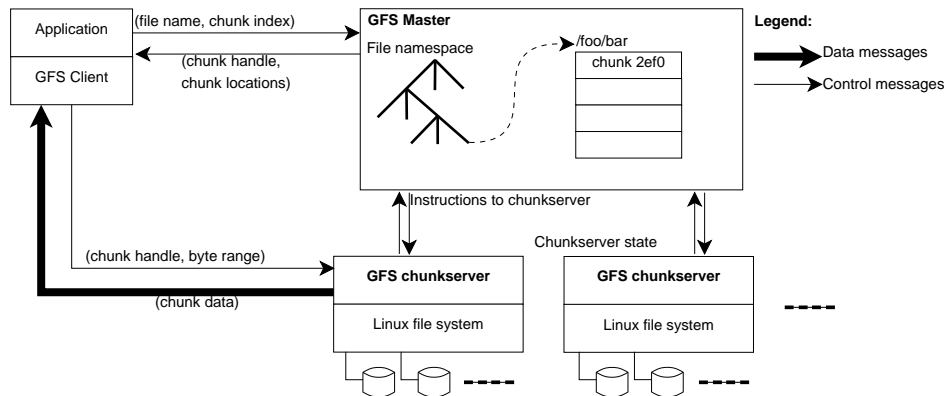 Application
GFS Client
(file name, chunk index)
(chunk handle,
chunk locations)
GFS Master
File namespace
/foo/bar
chunk 2ef0
Legend:
Data messages
Control messages
Instructions to chunkserver
Chunkserver state
(chunk handle, byte range)
(chunk data)
GFS chunkserver
Linux file system
GFS chunkserver
Linux file system